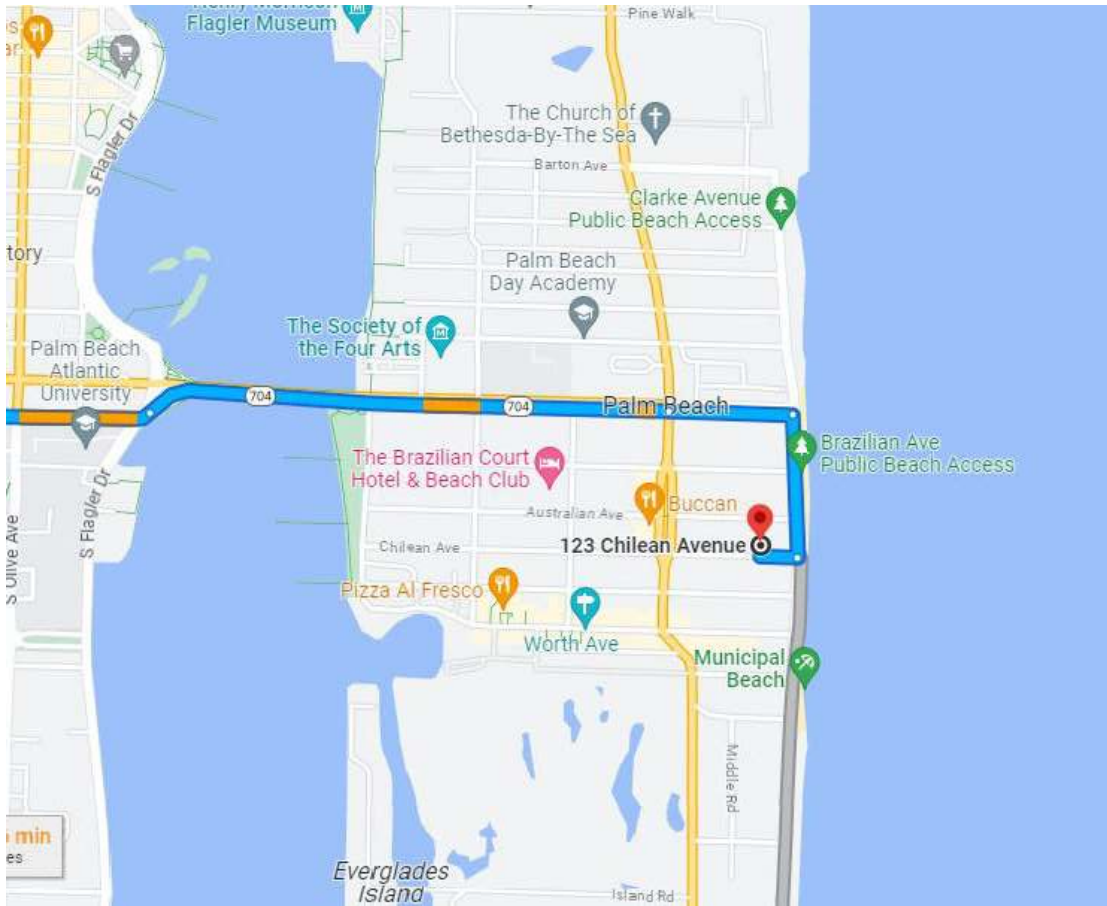 Flagler Museum
Pine Walk
The Church of
Bethesda-By-The Sea
Barton Ave
S Flagler Dr
Clarke Avenue
Public Beach Access
tory
Palm Beach
Day Academy
The Society of
the Four Arts
Palm Beach
Atlantic
University
704
704
Palm Beach
Brazilian Ave
Public Beach Access
The Brazilian Court
Hotel & Beach Club
Buccan
Australian Ave
S Olive Ave
S Flagler Dr
Chilean Ave
123 Chilean Avenue
Pizza Al Fresco
Worth Ave
Municipal
Beach
Middle Rd
min
es
Everglades
Island
Island Rd